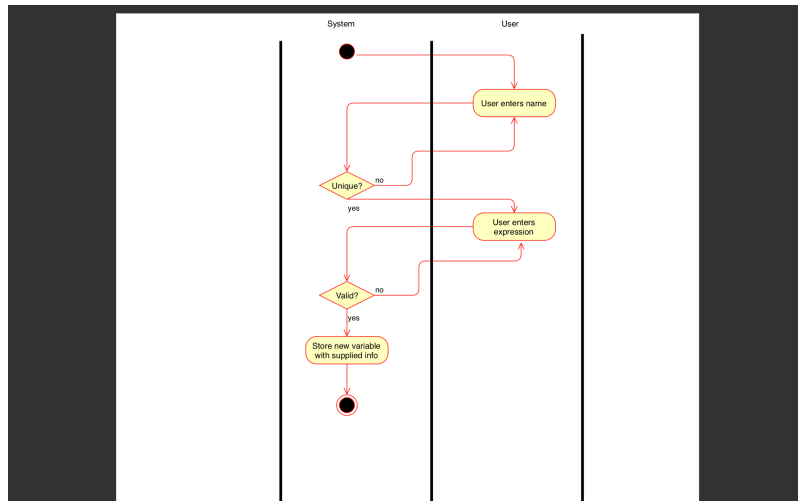 System
User
User enters name
Unique?
no
yes
User enters
expression
Valid?
no
yes
Store new variable
with supplied info